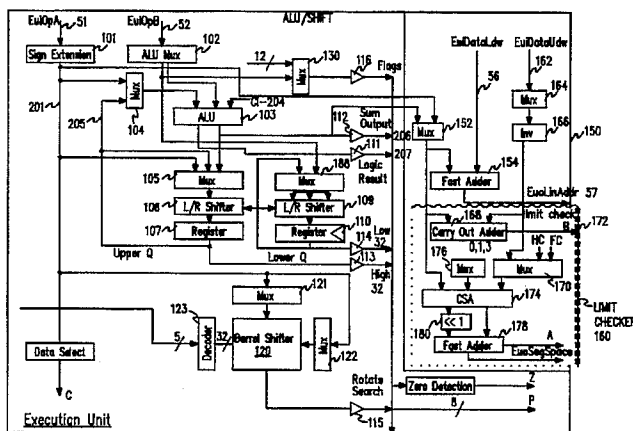 EuiOpA 51
EuiOpB 52
ALU/SHIFT
Sign Extension 101
ALU Mux 102
12
Mux 130
116 Flags
EuiDataLdw
EuiDataUdw
56
162
Mux 164
Inv 166
150
201
205
Mux 104
CI-204
ALU 103
112 Sum Output 206
Mux 152
111 207
Logic Result
Fast Adder 154
EuoLinAddr 57
105 Mux
Mux 188
106 L/R Shifter
L/R Shifter 109
107 Register
Register 110
Upper Q
Lower Q
114 Low 32
113 High 32
limit check
168 Carry Out Adder B 172
0,1,3
HC FC
176 Mux
Mux 170
CSA 174
LIMIT CHECKER 160
180 << 1
Fast Adder 178
A
EuoSegSpace
Mux 121
123 Decoder
5
32
Barrel Shifter 120
Mux 122
Data Select
C
Rotate Search
Zero Detection Z
8 P
115
Execution Unit